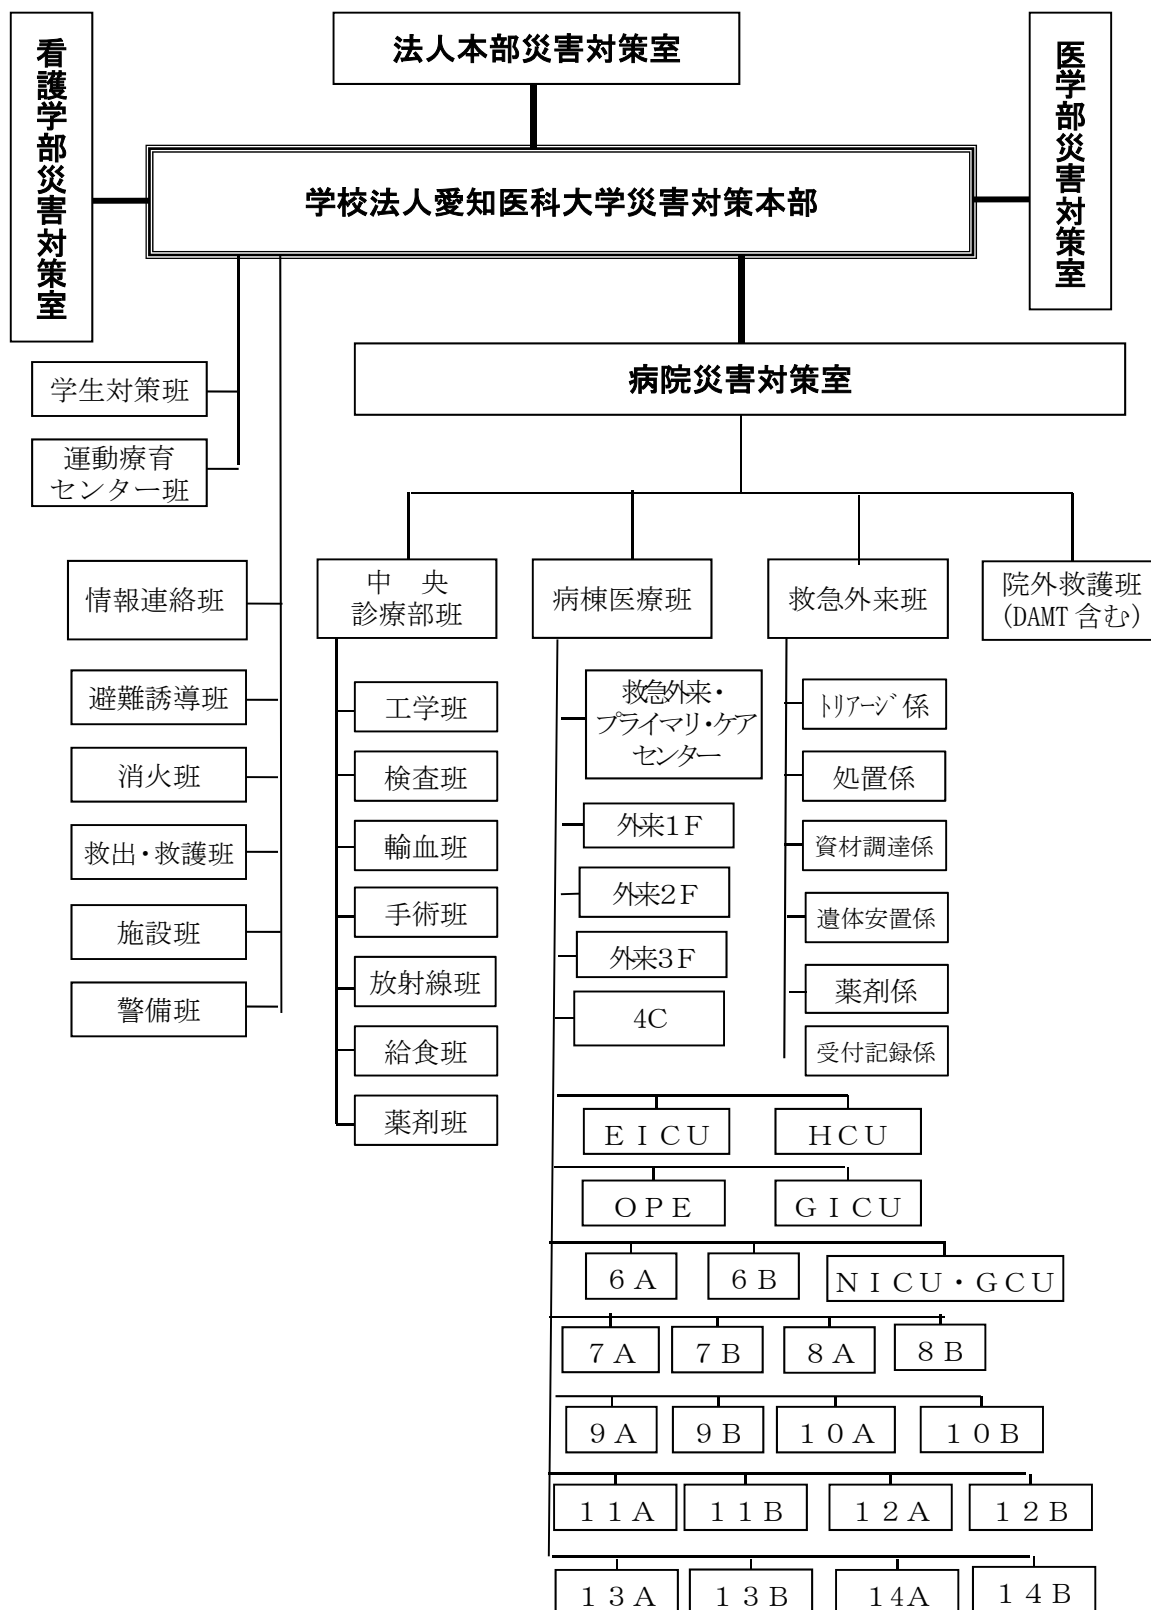 法人本部災害対策室
看護学部災害対策室
医学部災害対策室
学校法人愛知医科大学災害対策本部
病院災害対策室
学生対策班
運動療育
センター班
情報連絡班
避難誘導班
消火班
救出・救護班
施設班
警備班
中　央
診療部班
工学班
検査班
輸血班
手術班
放射線班
給食班
薬剤班
病棟医療班
救急外来・
プライマリ・ケア
センター
外来１Ｆ
外来２Ｆ
外来３Ｆ
4C
ＥＩＣＵ
ＨＣＵ
ＯＰＥ
ＧＩＣＵ
６Ａ
６Ｂ
ＮＩＣＵ・ＧＣＵ
７Ａ
７Ｂ
８Ａ
８Ｂ
９Ａ
９Ｂ
１０Ａ
１０Ｂ
１１Ａ
１１Ｂ
１２Ａ
１２Ｂ
１３Ａ
１３Ｂ
１4Ａ
１４Ｂ
救急外来班
ﾄﾘｱｰｼﾞ係
処置係
資材調達係
遺体安置係
薬剤係
受付記録係
院外救護班
(DAMT 含む)